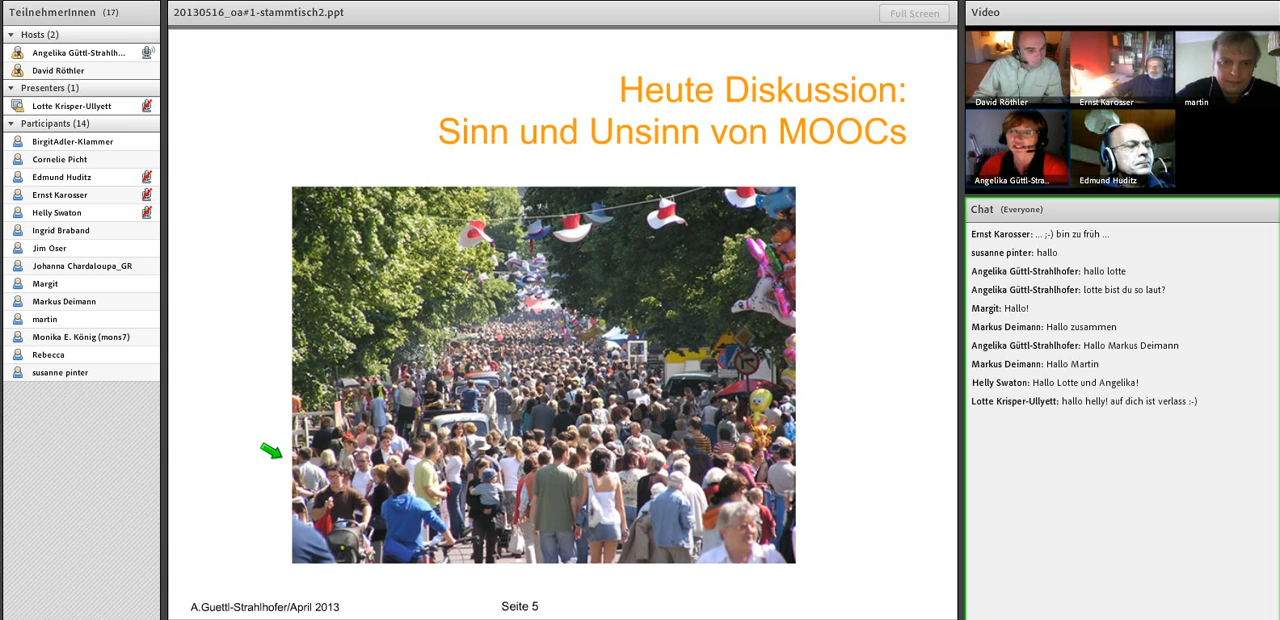 TeilnehmerInnen (17)
Hosts (2)
Angelika Güttl-Strahlh...
David Röthler
Presenters (1)
Lotte Krisper-Ullyett
Participants (14)
BirgitAdler-Klammer
Cornelie Picht
Edmund Huditz
Ernst Karosser
Helly Swaton
Ingrid Braband
Jim Oser
Johanna Chardaloupa_GR
Margit
Markus Deimann
martin
Monika E. König (mons7)
Rebecca
susanne pinter
20130516_oa#1-stammtisch2.ppt
Full Screen
Heute Diskussion:
Sinn und Unsinn von MOOCs
A.Guettl-Strahlhofer/April 2013
Seite 5
Video
David Röthler
Ernst Karosser
martin
Angelika Güttl-Stra..
Edmund Huditz
Chat (Everyone)
Ernst Karosser: ... ;-) bin zu früh ...
susanne pinter: hallo
Angelika Güttl-Strahlhofer: hallo lotte
Angelika Güttl-Strahlhofer: lotte bist du so laut?
Margit: Hallo!
Markus Deimann: Hallo zusammen
Angelika Güttl-Strahlhofer: Hallo Markus Deimann
Markus Deimann: Hallo Martin
Helly Swaton: Hallo Lotte und Angelika!
Lotte Krisper-Ullyett: hallo helly! auf dich ist verlass :-)